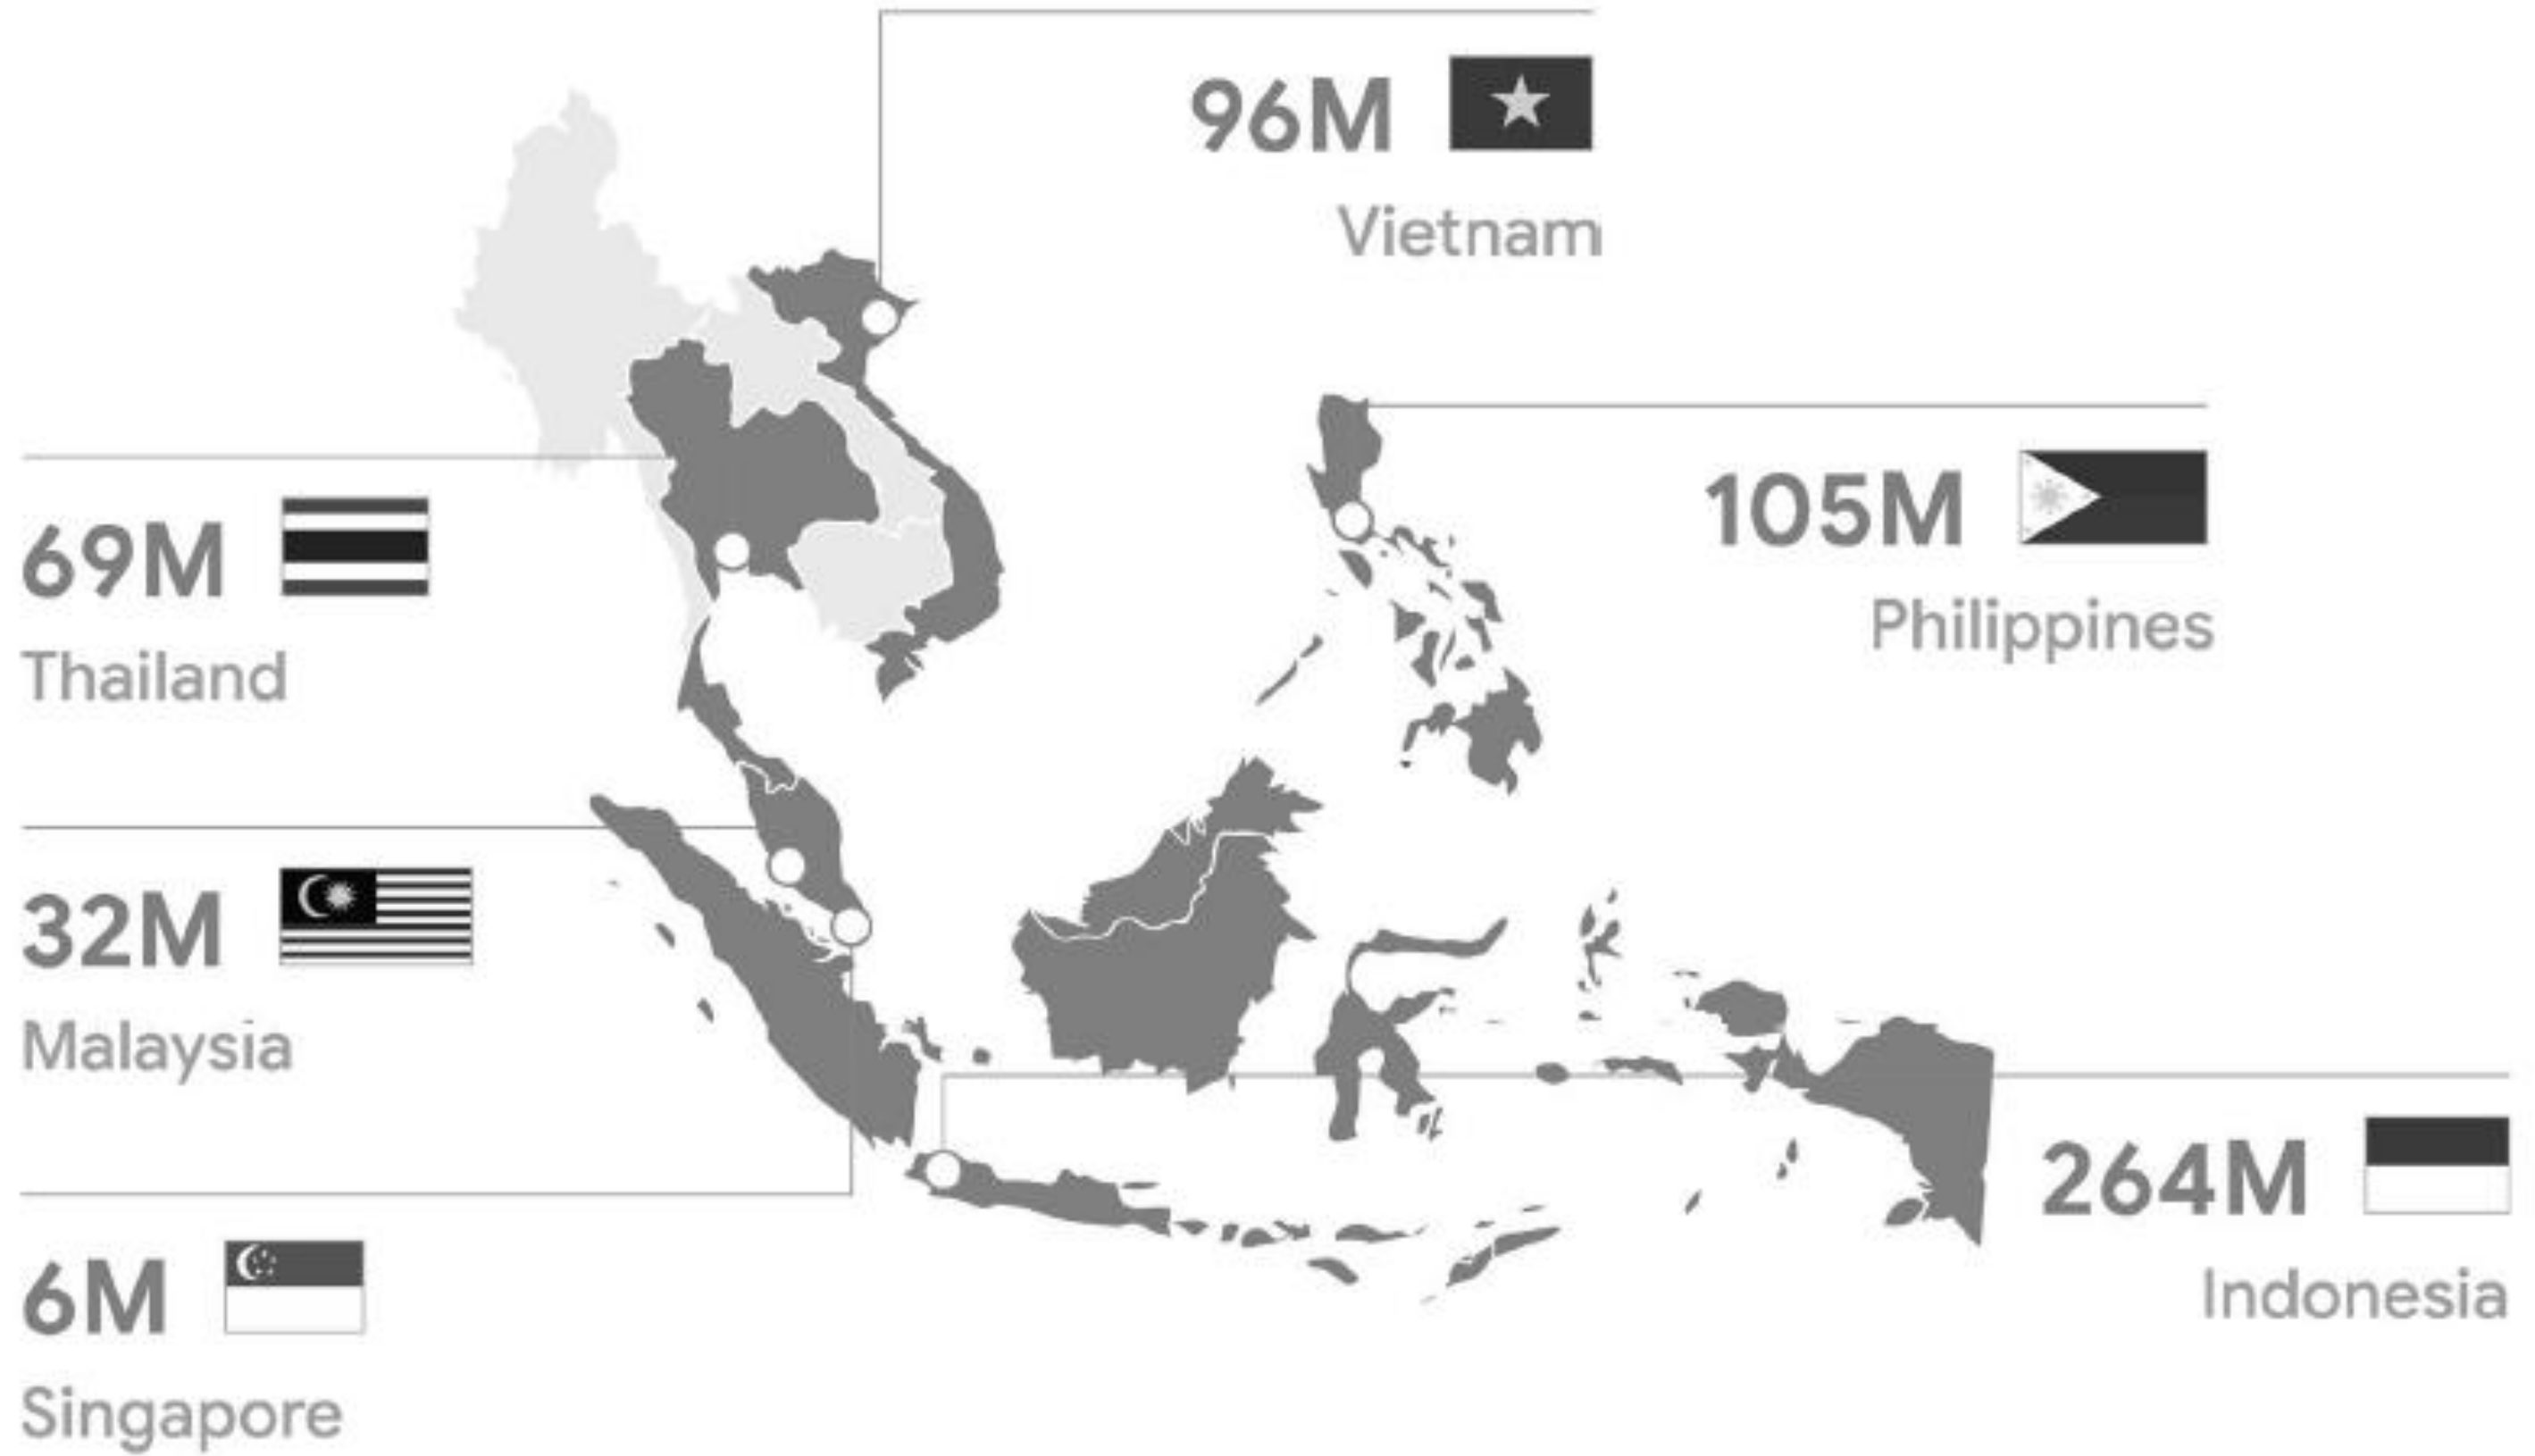 96M
Vietnam
105M
Philippines
69M
Thailand
32M
Malaysia
264M
Indonesia
6M
Singapore